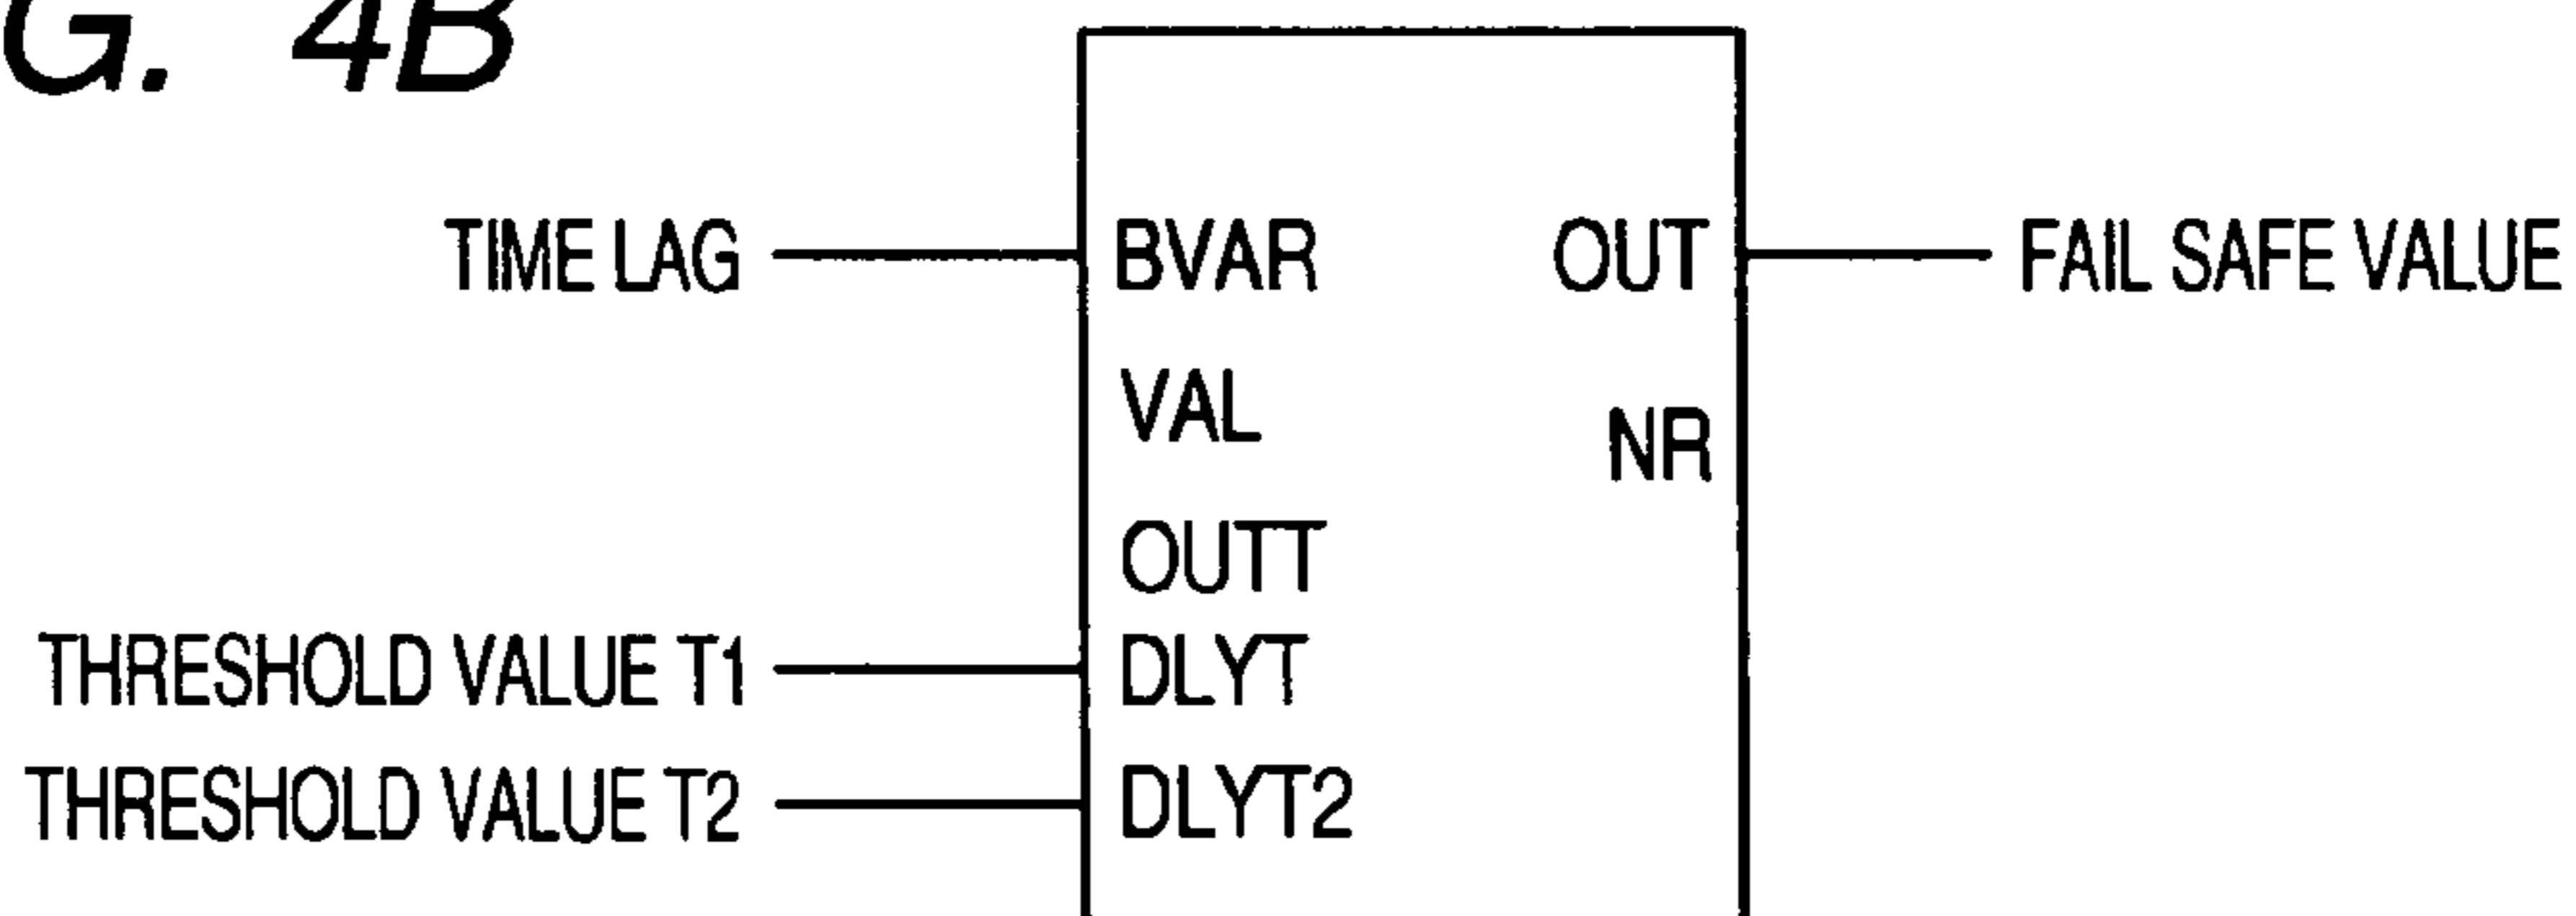 G. 4B
TIME LAG BVAR OUT FAIL SAFE VALUE
VAL
NR
OUTT
THRESHOLD VALUE T1 DLYT
THRESHOLD VALUE T2 DLYT2